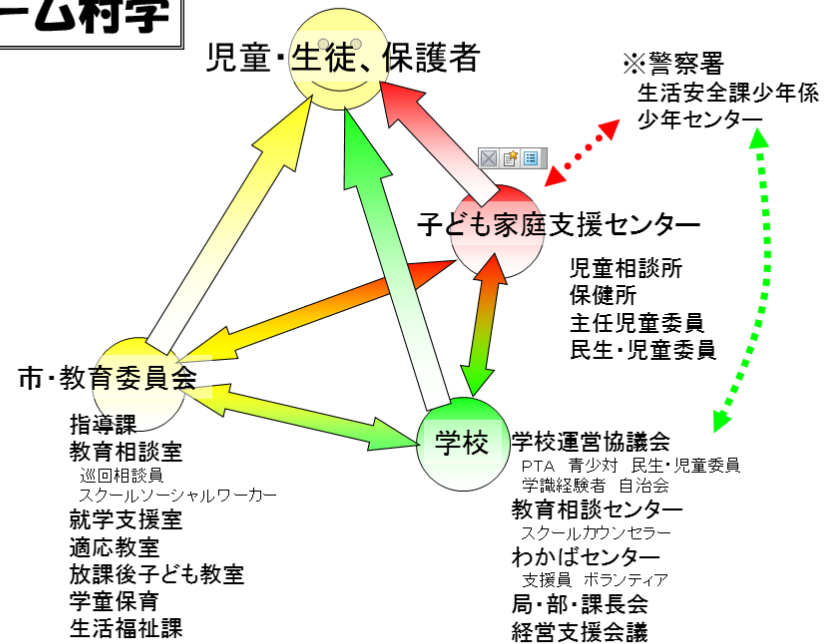 ーム村学
児童・生徒、保護者
※警察署
生活安全課少年係
少年センター
子ども家庭支援センター
児童相談所
保健所
主任児童委員
民生・児童委員
市・教育委員会
指導課
教育相談室
巡回相談員
スクールソーシャルワーカー
就学支援室
適応教室
放課後子ども教室
学童保育
生活福祉課
学校
学校運営協議会
PTA 青少対 民生・児童委員
学識経験者 自治会
教育相談センター
スクールカウンセラー
わかばセンター
支援員 ボランティア
局・部・課長会
経営支援会議